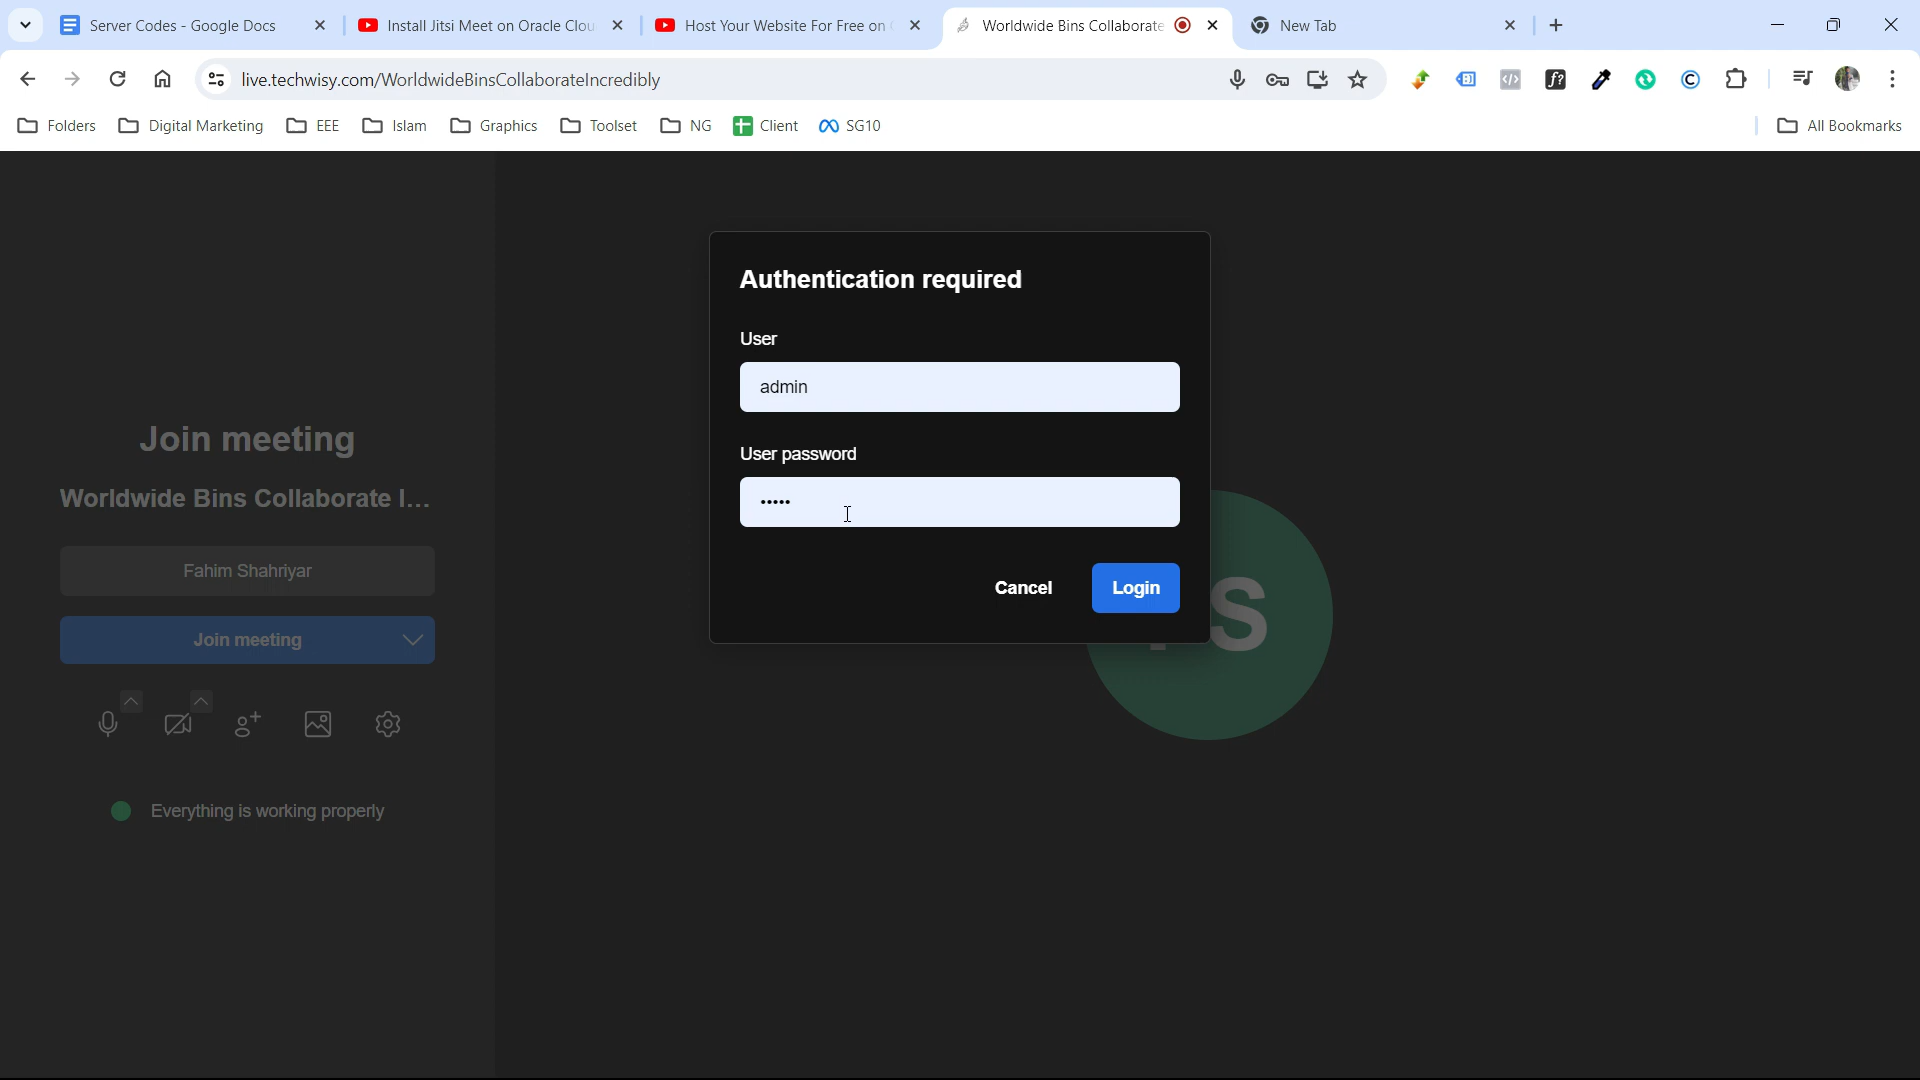 Server Codes - Google Docs
Install Jitsi Meet on Oracle Clou
Host Your Website For Free on
Worldwide Bins Collaborate
New Tab
live.techwisy.com/WorldwideBinsCollaborateIncredibly
f?
C
Folders
Digital Marketing
EEE
Islam
Graphics
Toolset
NG
Client
SG10
All Bookmarks
Authentication required
User
admin
User password
•••••
Cancel
Login
Join meeting
Worldwide Bins Collaborate I...
Fahim Shahriyar
Join meeting
Everything is working properly
S